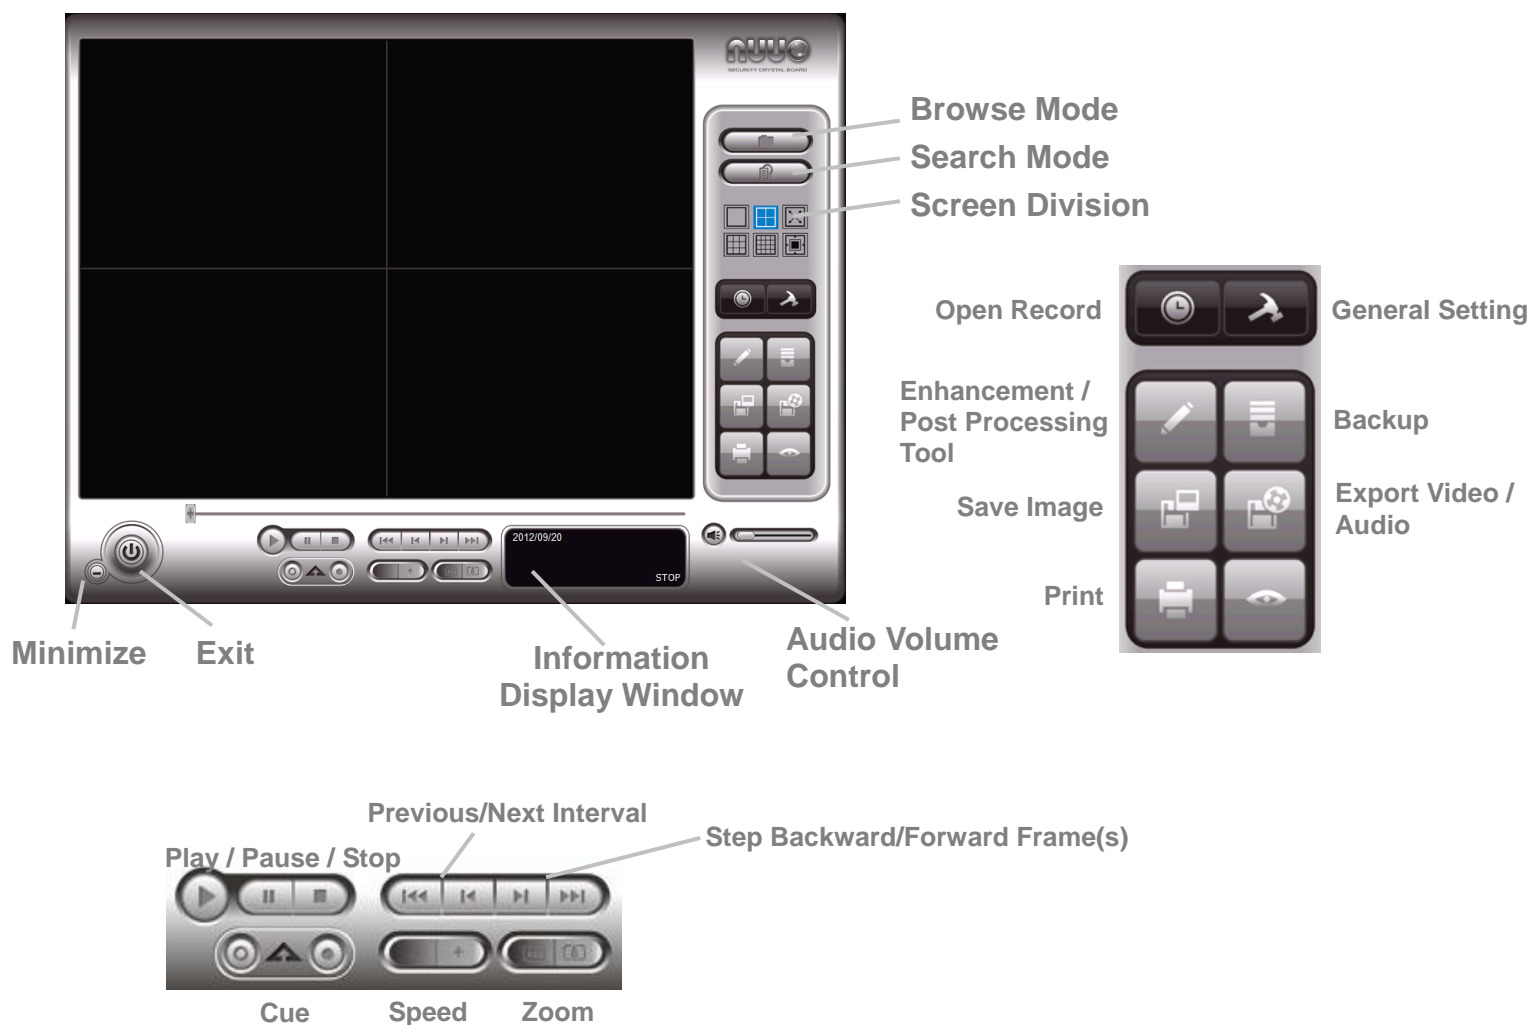 nuuo
SECURITY CRYSTAL BOARD
Browse Mode
Search Mode
Screen Division
Open Record
General Setting
Enhancement /
Post Processing
Tool
Backup
Save Image
Export Video /
Audio
Print
2012/09/20
STOP
Minimize
Exit
Information
Display Window
Audio Volume
Control
Previous/Next Interval
Step Backward/Forward Frame(s)
Play / Pause / Stop
Cue
Speed
Zoom